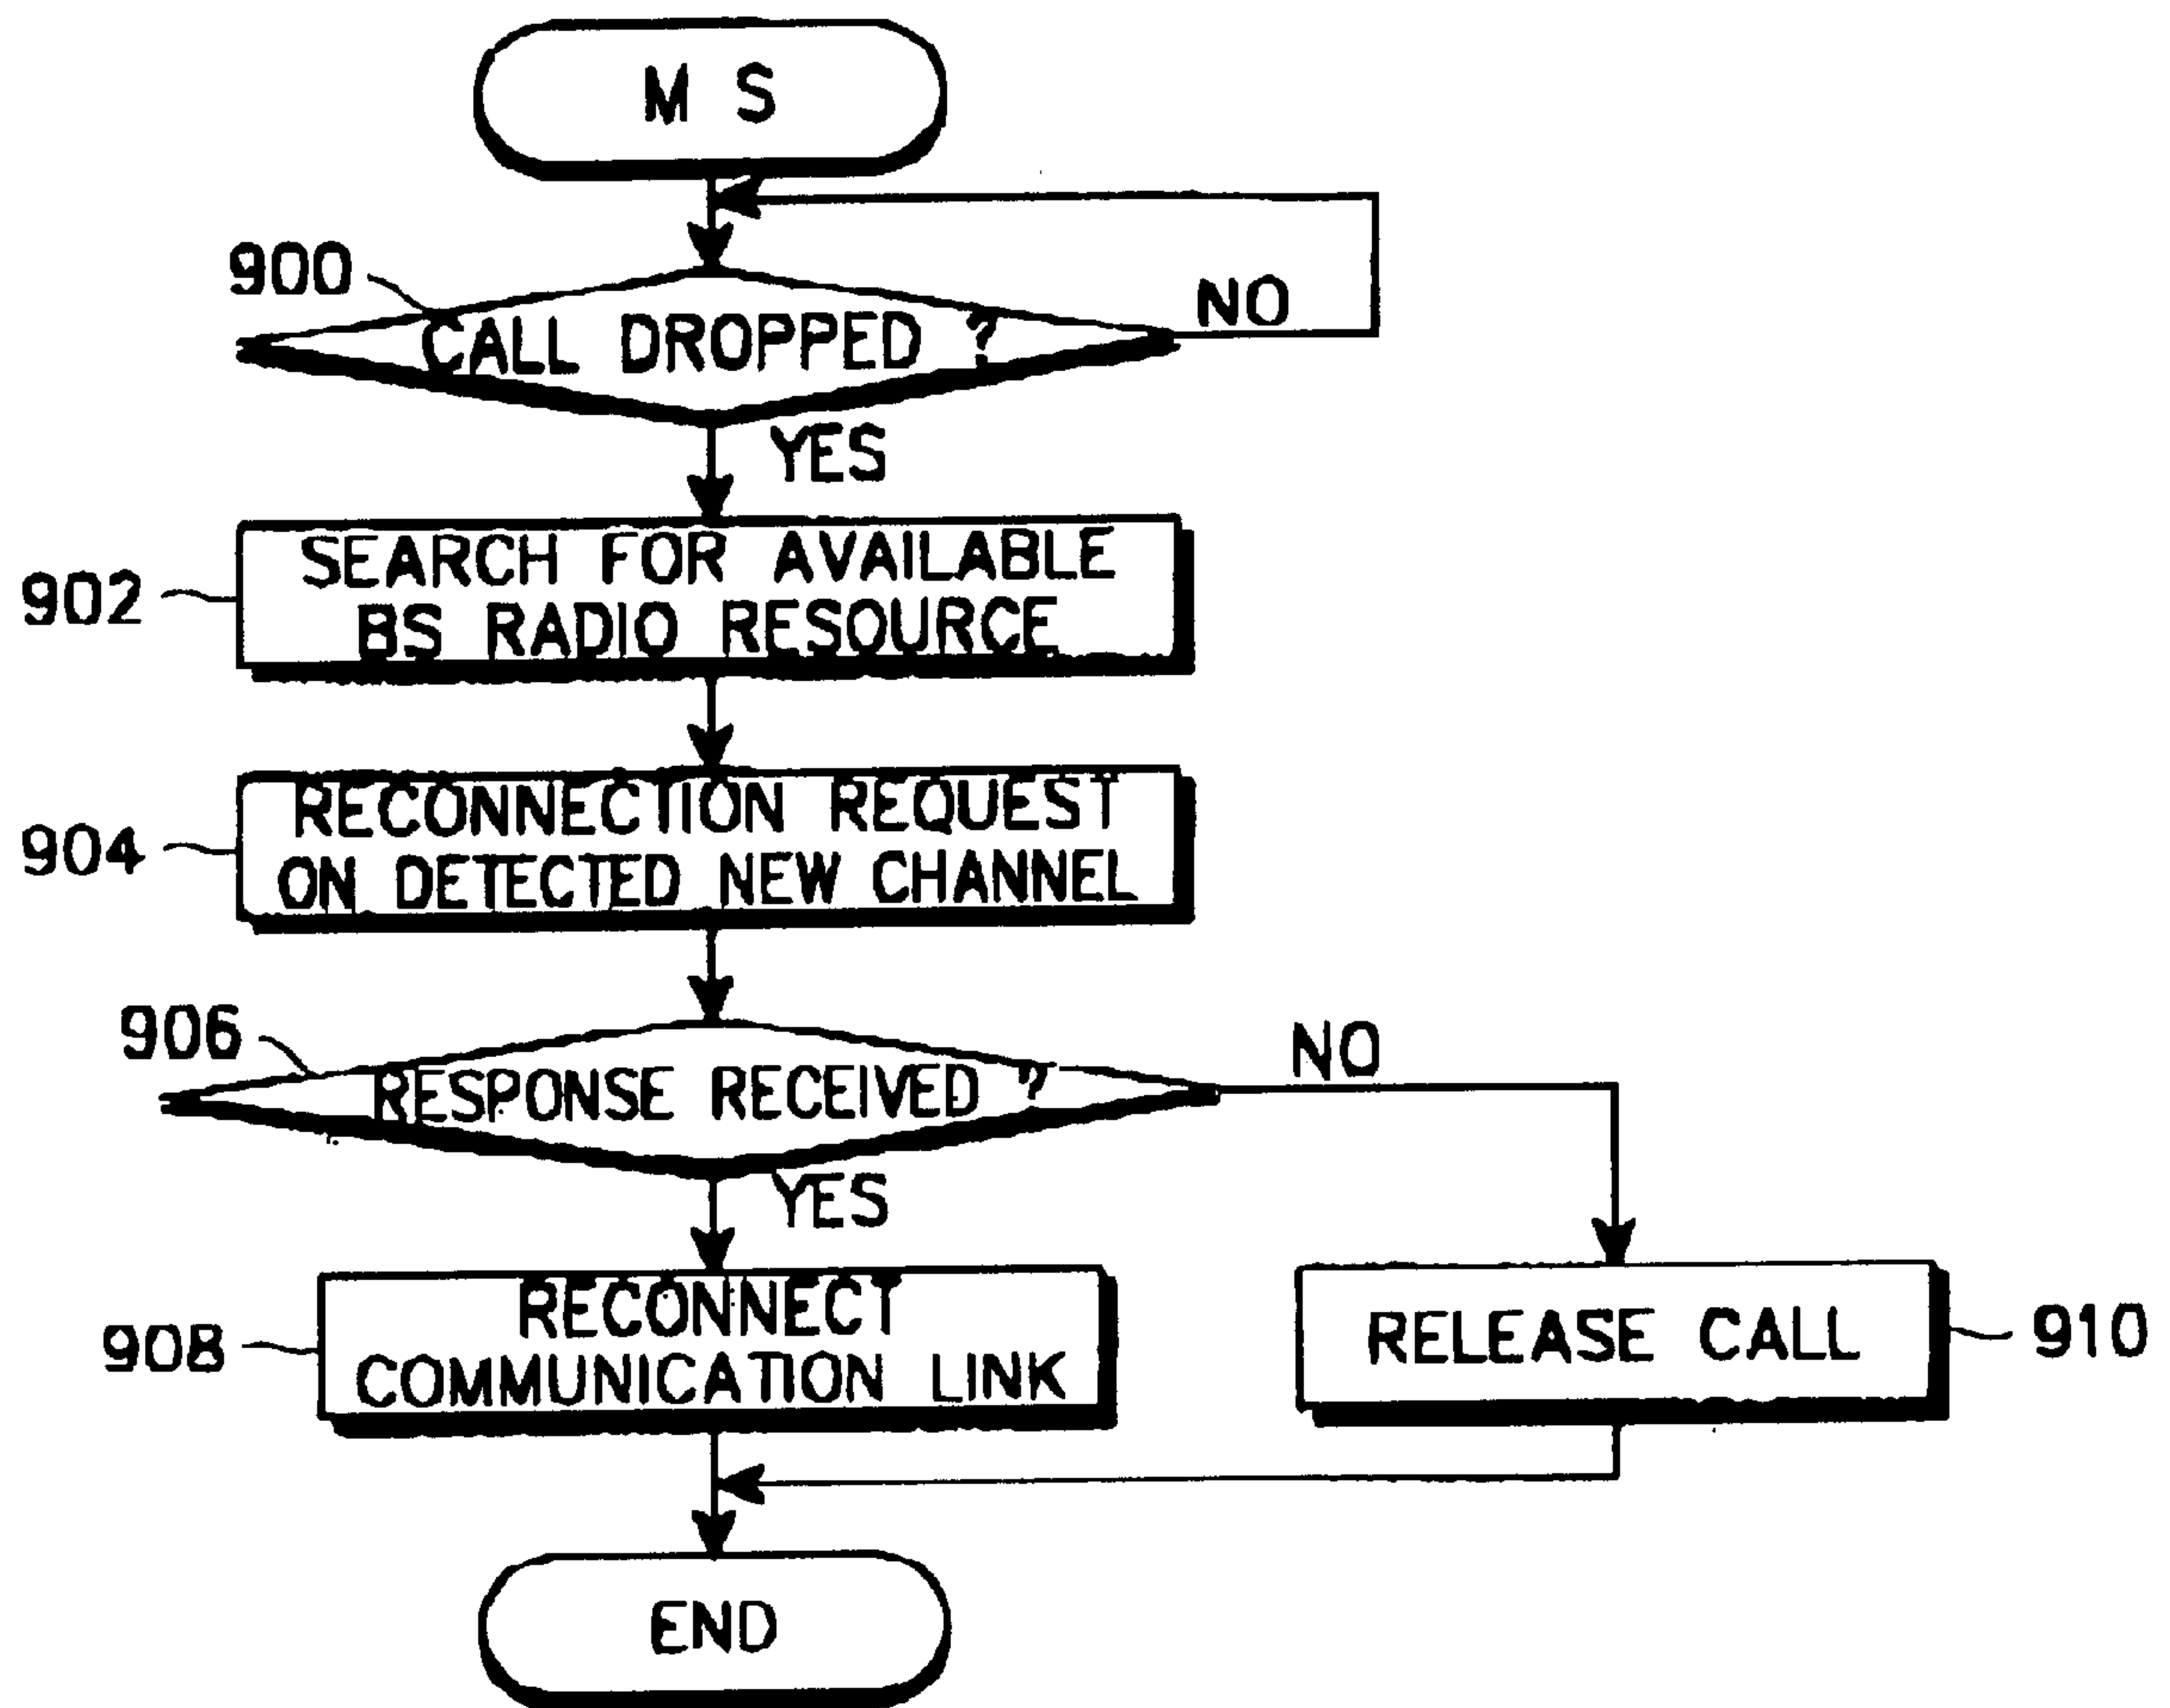 M S
900
CALL DROPPED ?
NO
YES
902
SEARCH FOR AVAILABLE
BS RADIO RESOURCE
904
RECONNECTION REQUEST
ON DETECTED NEW CHANNEL
906
RESPONSE RECEIVED ?
NO
YES
908
RECONNECT
COMMUNICATION LINK
RELEASE CALL
910
END